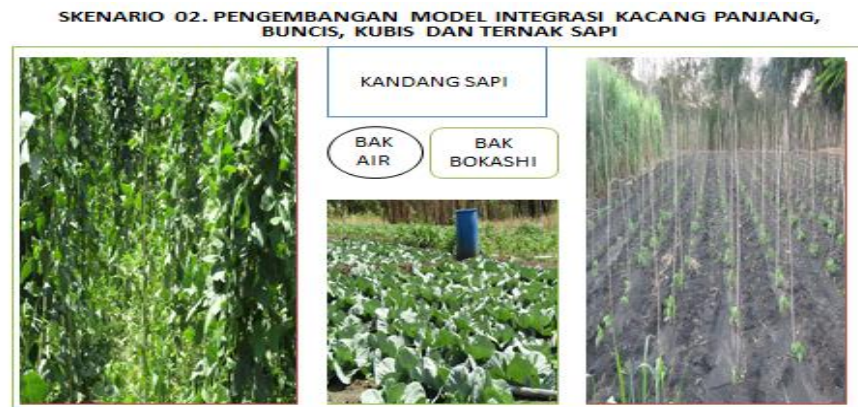 SKENARIO 02. PENGEMBANGAN MODEL INTEGRASI KACANG PANJANG,
BUNCIS, KUBIS DAN TERNAK SAPI
KANDANG SAPI
BAK
AIR
BAK
BOKASHI